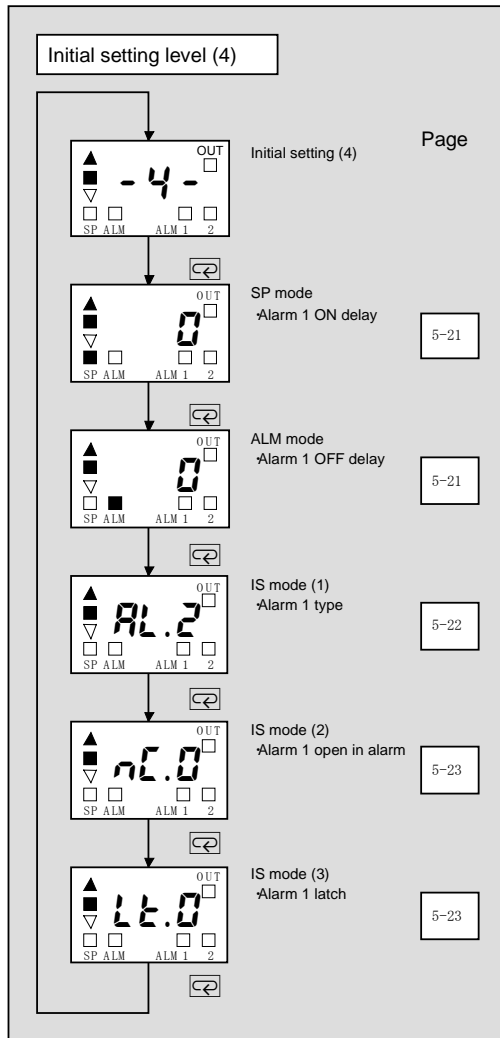 Initial setting level (4)
Page
OUT
Initial setting (4)
- 4 -
SP ALM ALM 1 2
OUT
SP mode
·Alarm 1 ON delay
0
5-21
SP ALM ALM 1 2
OUT
ALM mode
·Alarm 1 OFF delay
0
5-21
SP ALM ALM 1 2
OUT
IS mode (1)
·Alarm 1 type
AL.2
5-22
SP ALM ALM 1 2
OUT
IS mode (2)
·Alarm 1 open in alarm
nC.0
5-23
SP ALM ALM 1 2
OUT
IS mode (3)
·Alarm 1 latch
Lt.0
5-23
SP ALM ALM 1 2